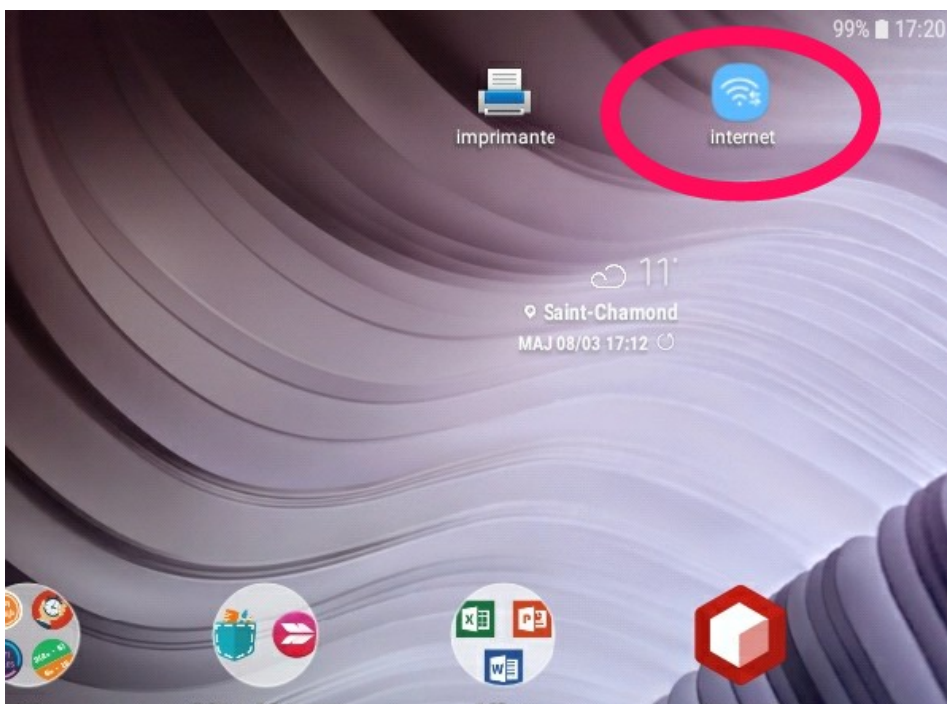 99% 17:20
imprimante
internet
11°
Saint-Chamond
MAJ 08/03 17:12